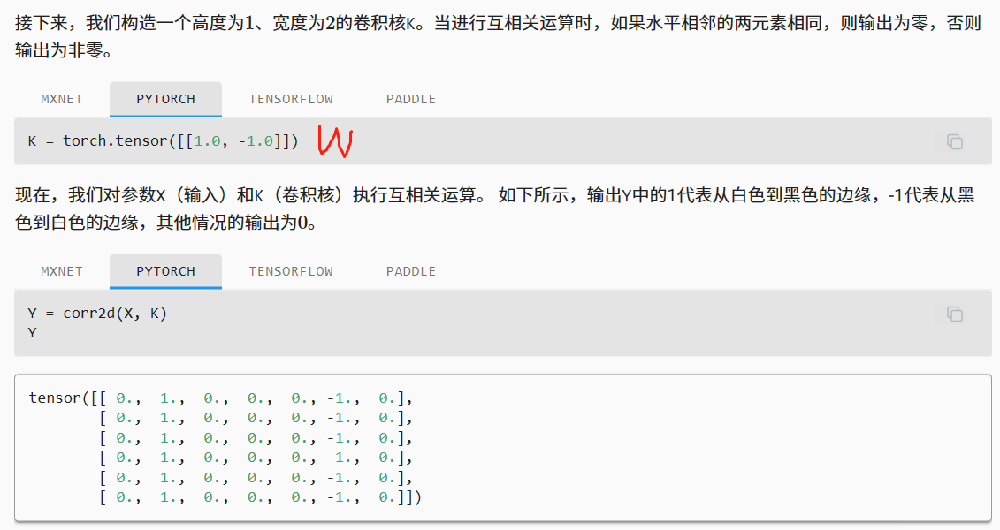 接下来，我们构造一个高度为1、宽度为2的卷积核K。当进行互相关运算时，如果水平相邻的两元素相同，则输出为零，否则
输出为非零。
MXNET PYTORCH TENSORFLOW PADDLE
K = torch.tensor([[1.0, -1.0]]) W
现在，我们对参数X（输入）和K（卷积核）执行互相关运算。 如下所示，输出Y中的1代表从白色到黑色的边缘，-1代表从黑
色到白色的边缘，其他情况的输出为0。
MXNET PYTORCH TENSORFLOW PADDLE
Y = corr2d(X, K)
Y
tensor([[ 0.,  1.,  0.,  0.,  0., -1.,  0.],
        [ 0.,  1.,  0.,  0.,  0., -1.,  0.],
        [ 0.,  1.,  0.,  0.,  0., -1.,  0.],
        [ 0.,  1.,  0.,  0.,  0., -1.,  0.],
        [ 0.,  1.,  0.,  0.,  0., -1.,  0.],
        [ 0.,  1.,  0.,  0.,  0., -1.,  0.]])